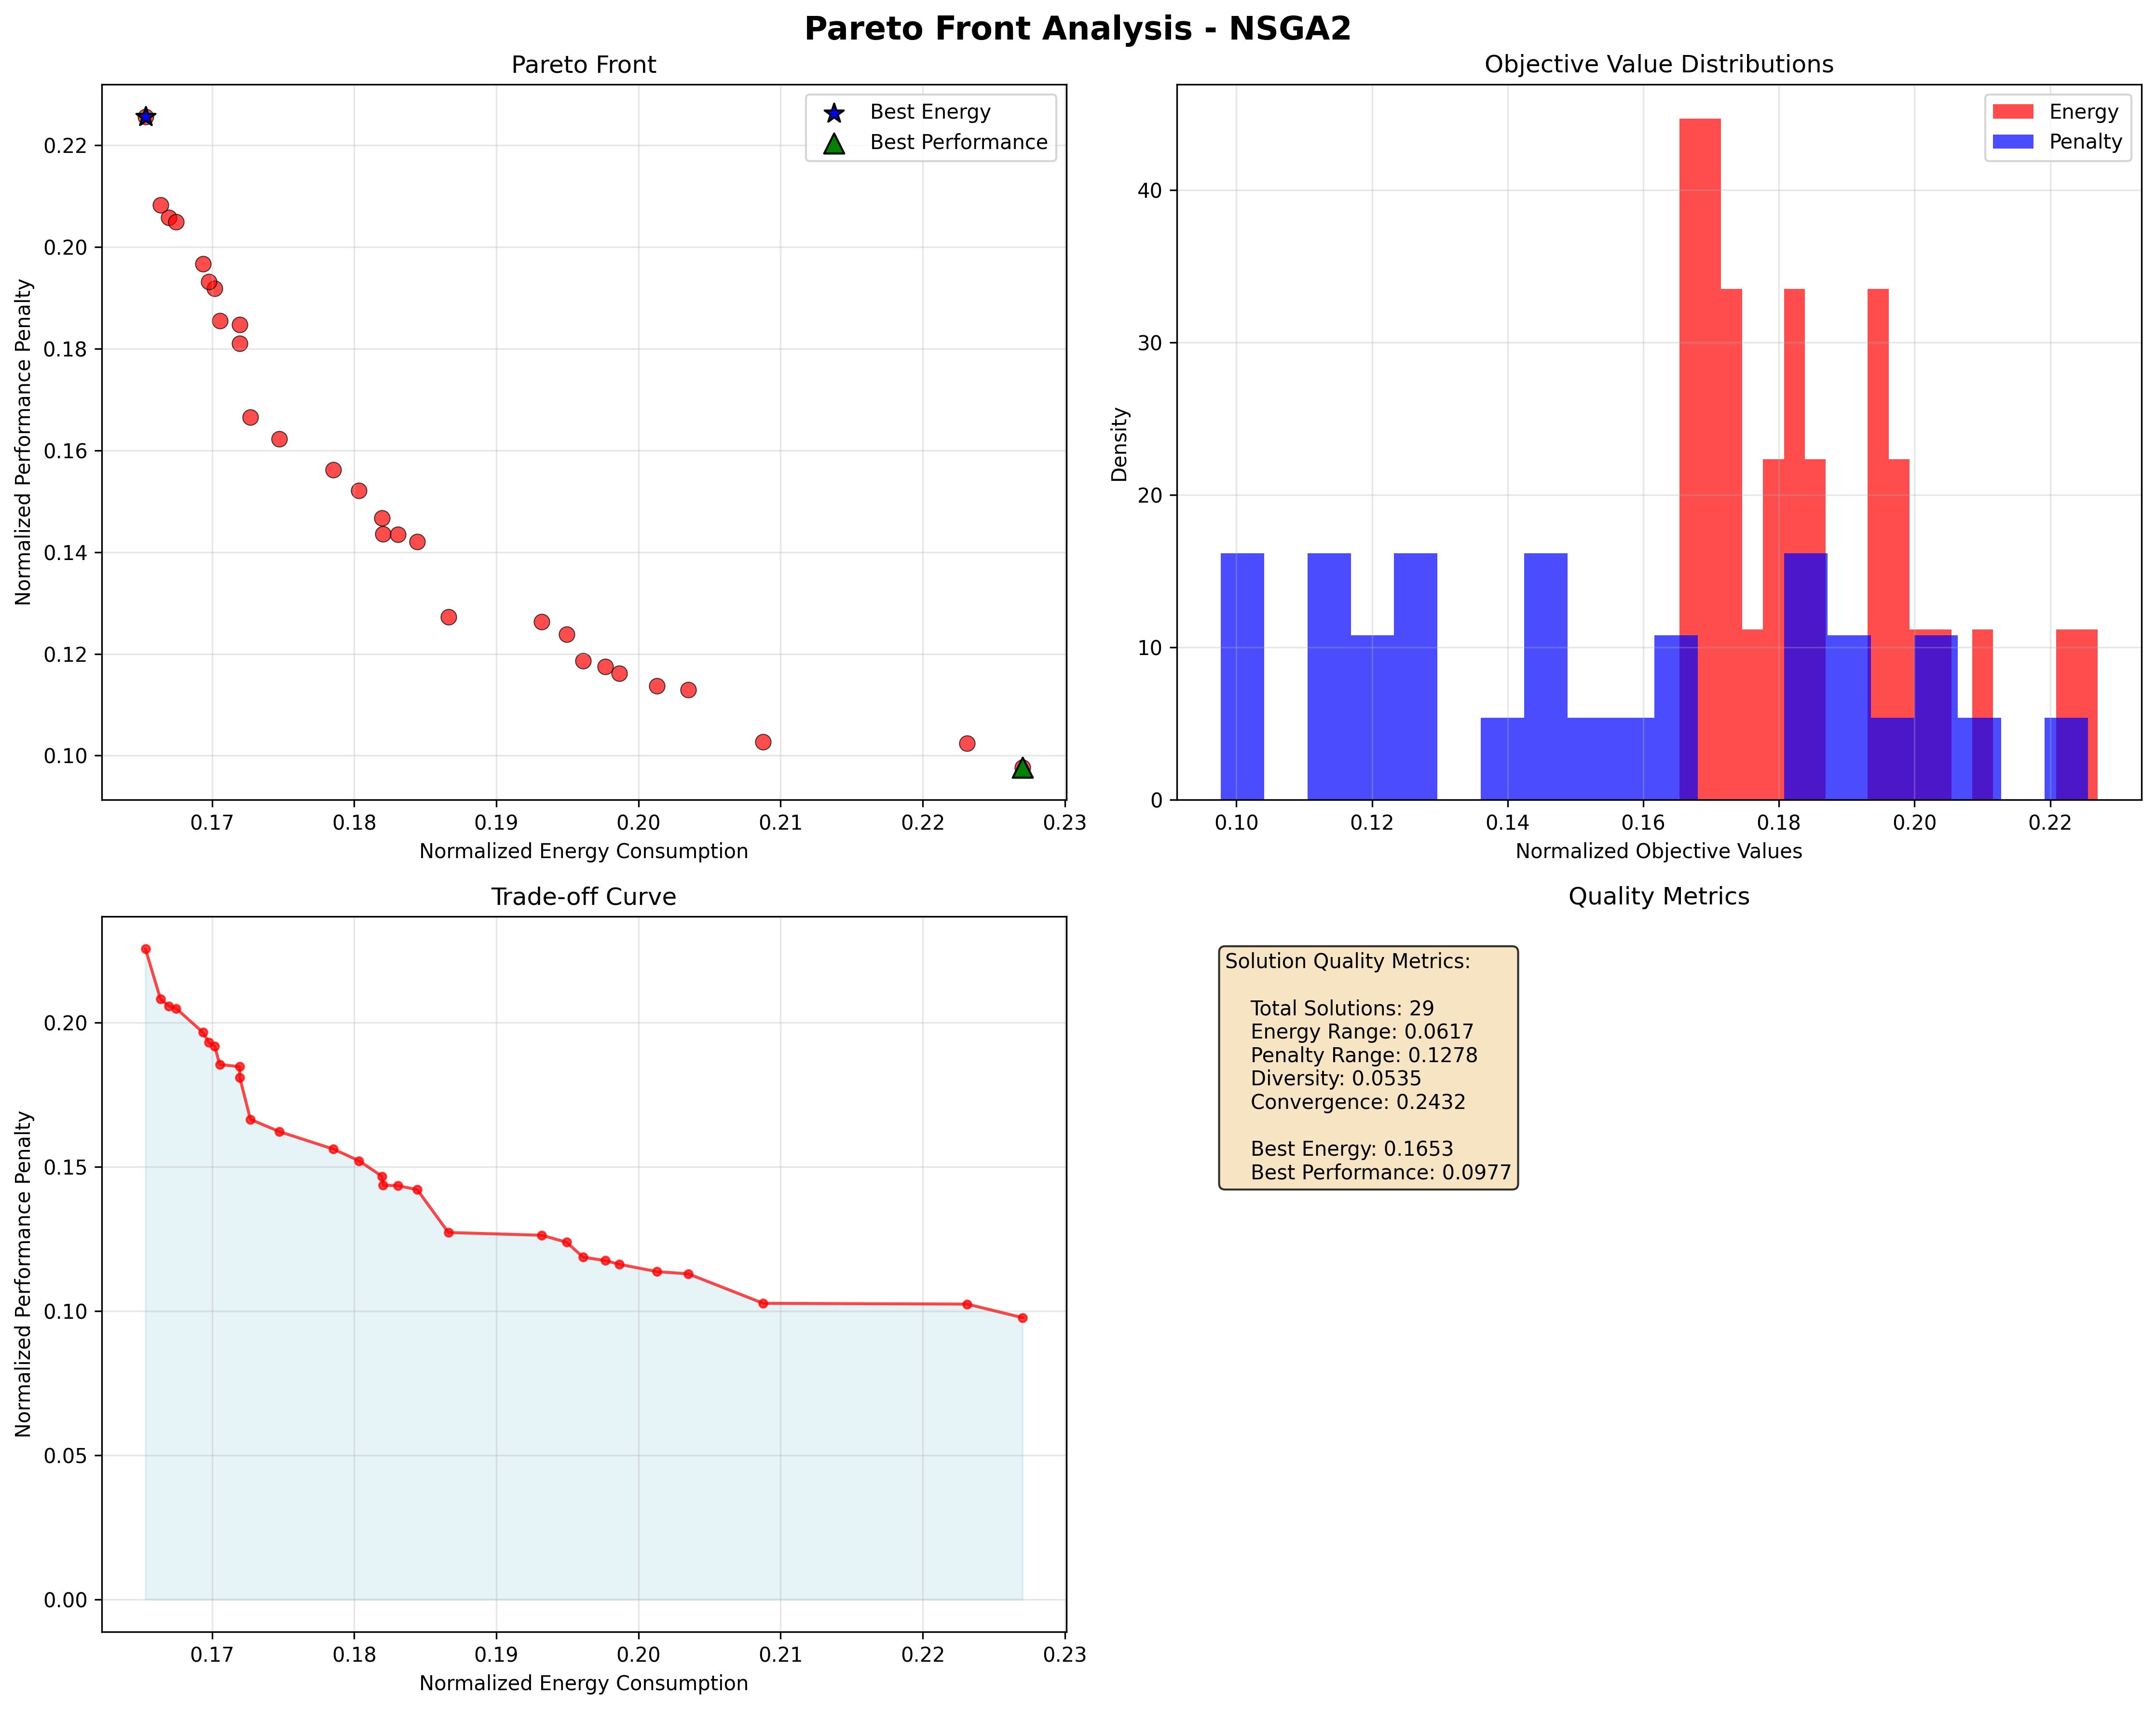 Pareto Front Analysis - NSGA2
Pareto Front
Best Energy
Best Performance
0.22
0.20
0.18
0.16
0.14
0.12
0.10
Normalized Performance Penalty
0.17 0.18 0.19 0.20 0.21 0.22 0.23
Normalized Energy Consumption
Objective Value Distributions
Energy
Penalty
40
30
20
10
0
Density
0.10 0.12 0.14 0.16 0.18 0.20 0.22
Normalized Objective Values
Trade-off Curve
0.20
0.15
0.10
0.05
0.00
Normalized Performance Penalty
0.17 0.18 0.19 0.20 0.21 0.22 0.23
Normalized Energy Consumption
Quality Metrics
Solution Quality Metrics:
Total Solutions: 29
Energy Range: 0.0617
Penalty Range: 0.1278
Diversity: 0.0535
Convergence: 0.2432
Best Energy: 0.1653
Best Performance: 0.0977